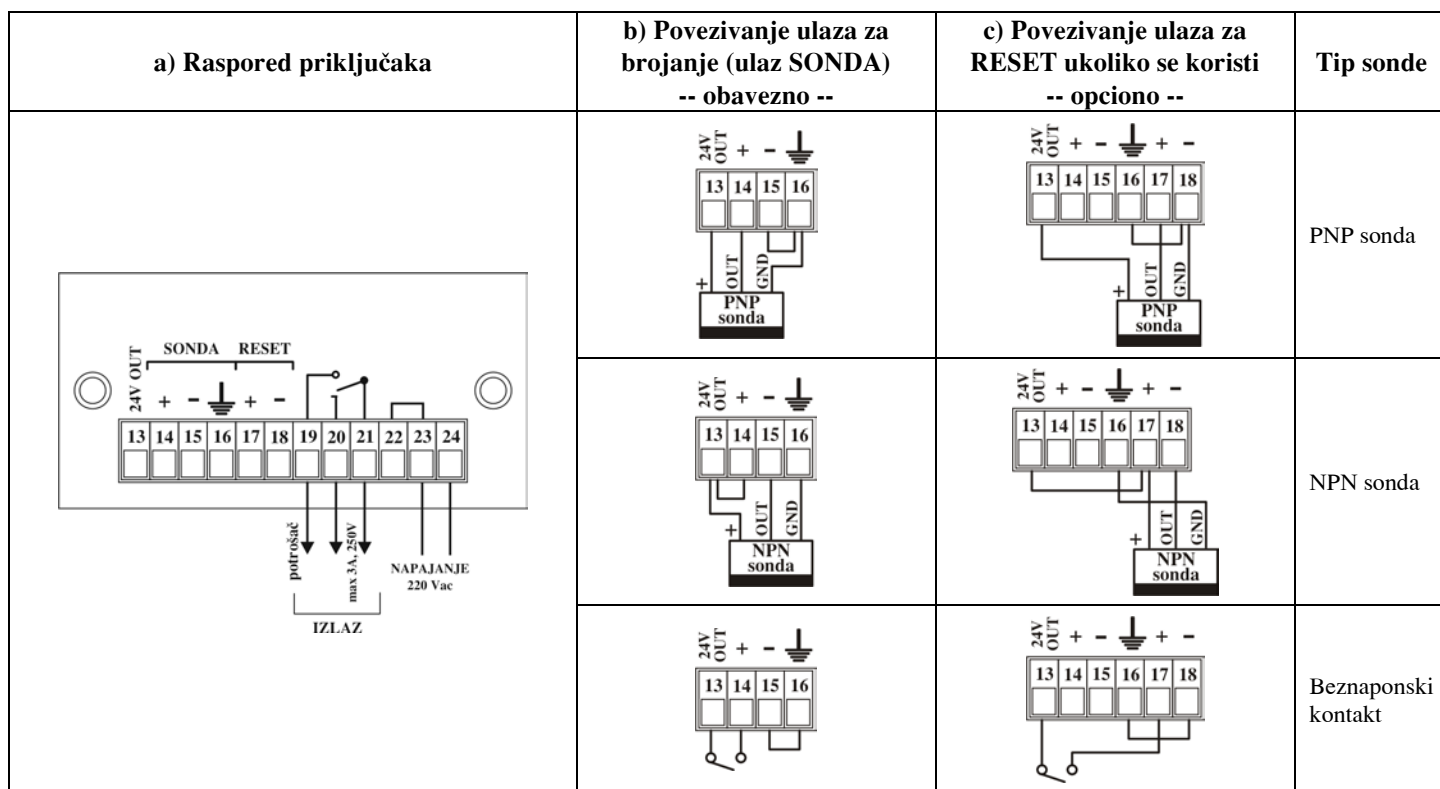 a) Raspored priključaka
b) Povezivanje ulaza za
brojanje (ulaz SONDA)
-- obavezno --
c) Povezivanje ulaza za
RESET ukoliko se koristi
-- opciono --
Tip sonde
24V OUT
SONDA RESET
+ - + -
13 14 15 16 17 18 19 20 21 22 23 24
potrošač
max 3A, 250V
NAPAJANJE
220 Vac
IZLAZ
24V
OUT + -
13 14 15 16
+ OUT GND
PNP
sonda
24V
OUT + - + -
13 14 15 16 17 18
+ OUT GND
PNP
sonda
PNP sonda
24V
OUT + -
13 14 15 16
+ OUT GND
NPN
sonda
24V
OUT + - + -
13 14 15 16 17 18
+ OUT GND
NPN
sonda
NPN sonda
24V
OUT + -
13 14 15 16
24V
OUT + - + -
13 14 15 16 17 18
Beznaponski
kontakt